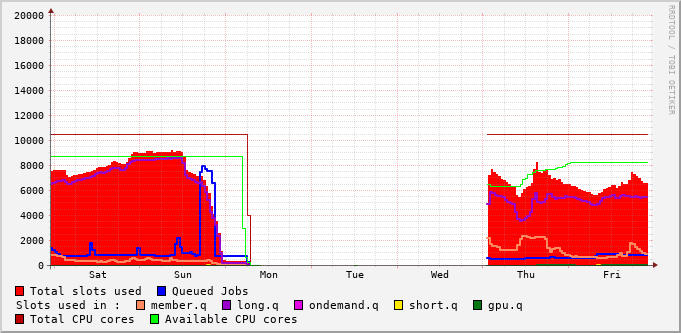 20000
18000
16000
14000
12000
10000
8000
6000
4000
2000
0
Sat Sun Mon Tue Wed Thu Fri
Total slots used Queued Jobs
Slots used in : member.q long.q ondemand.q short.q gpu.q
Total CPU cores Available CPU cores
RRDTOOL / TOBI OETIKER